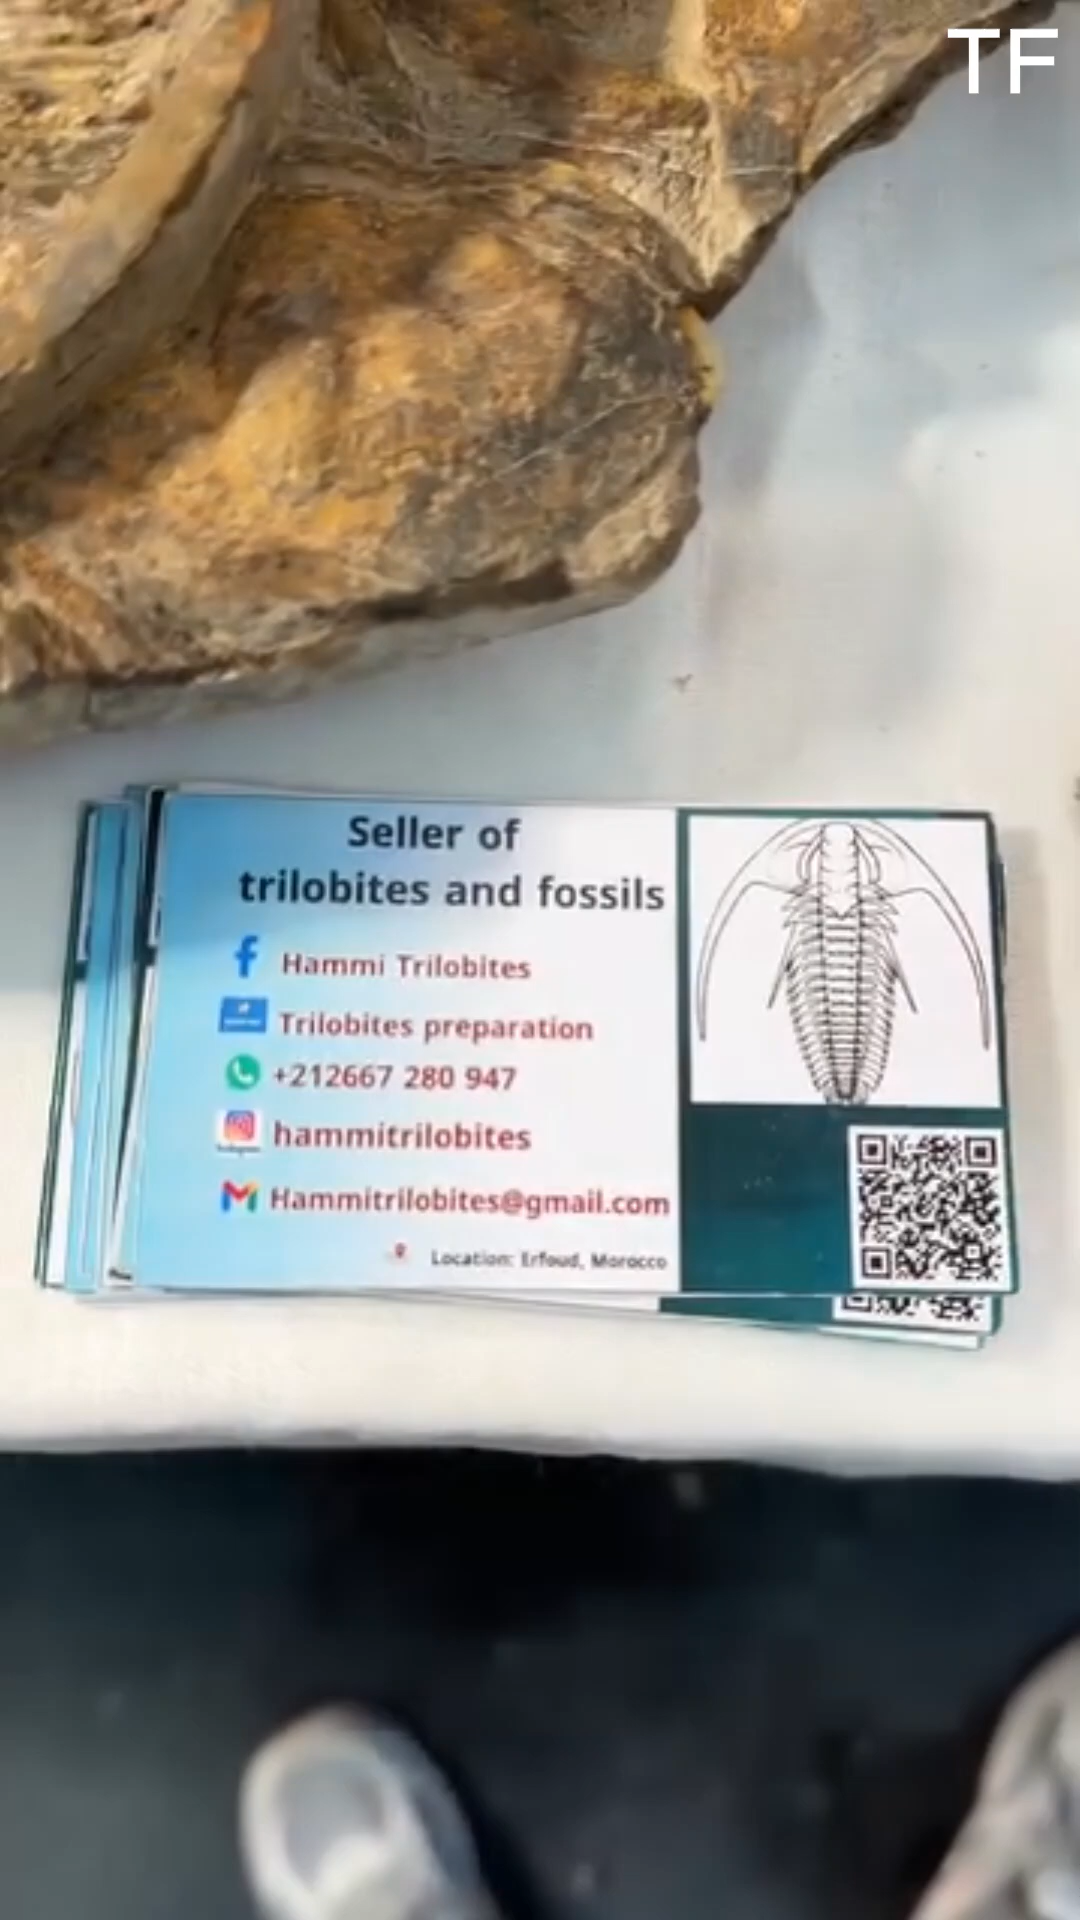 TF
Seller of
trilobites and fossils
Hammi Trilobites
Trilobites preparation
+212667 280 947
hammitrilobites
Hammitrilobites@gmail.com
Location: Erfoud, Morocco